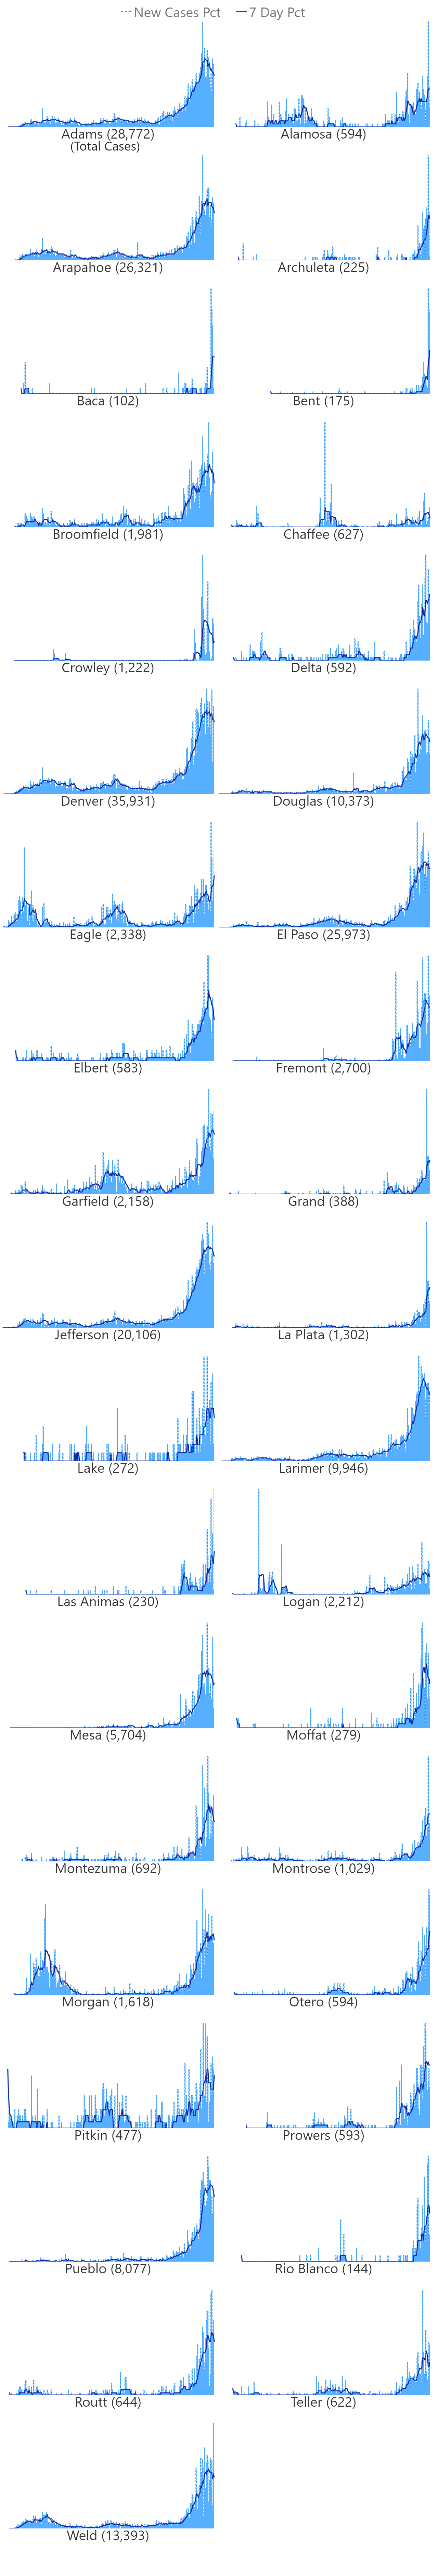 New Cases Pct 7 Day Pct
Adams (28,772) Alamosa (594)
(Total Cases)
Arapahoe (26,321) Archuleta (225)
Baca (102) Bent (175)
Broomfield (1,981) Chaffee (627)
Crowley (1,222) Delta (592)
Denver (35,931) Douglas (10,373)
Eagle (2,338) El Paso (25,973)
Elbert (583) Fremont (2,700)
Garfield (2,158) Grand (388)
Jefferson (20,106) La Plata (1,302)
Lake (272) Larimer (9,946)
Las Animas (230) Logan (2,212)
Mesa (5,704) Moffat (279)
Montezuma (692) Montrose (1,029)
Morgan (1,618) Otero (594)
Pitkin (477) Prowers (593)
Pueblo (8,077) Rio Blanco (144)
Routt (644) Teller (622)
Weld (13,393)